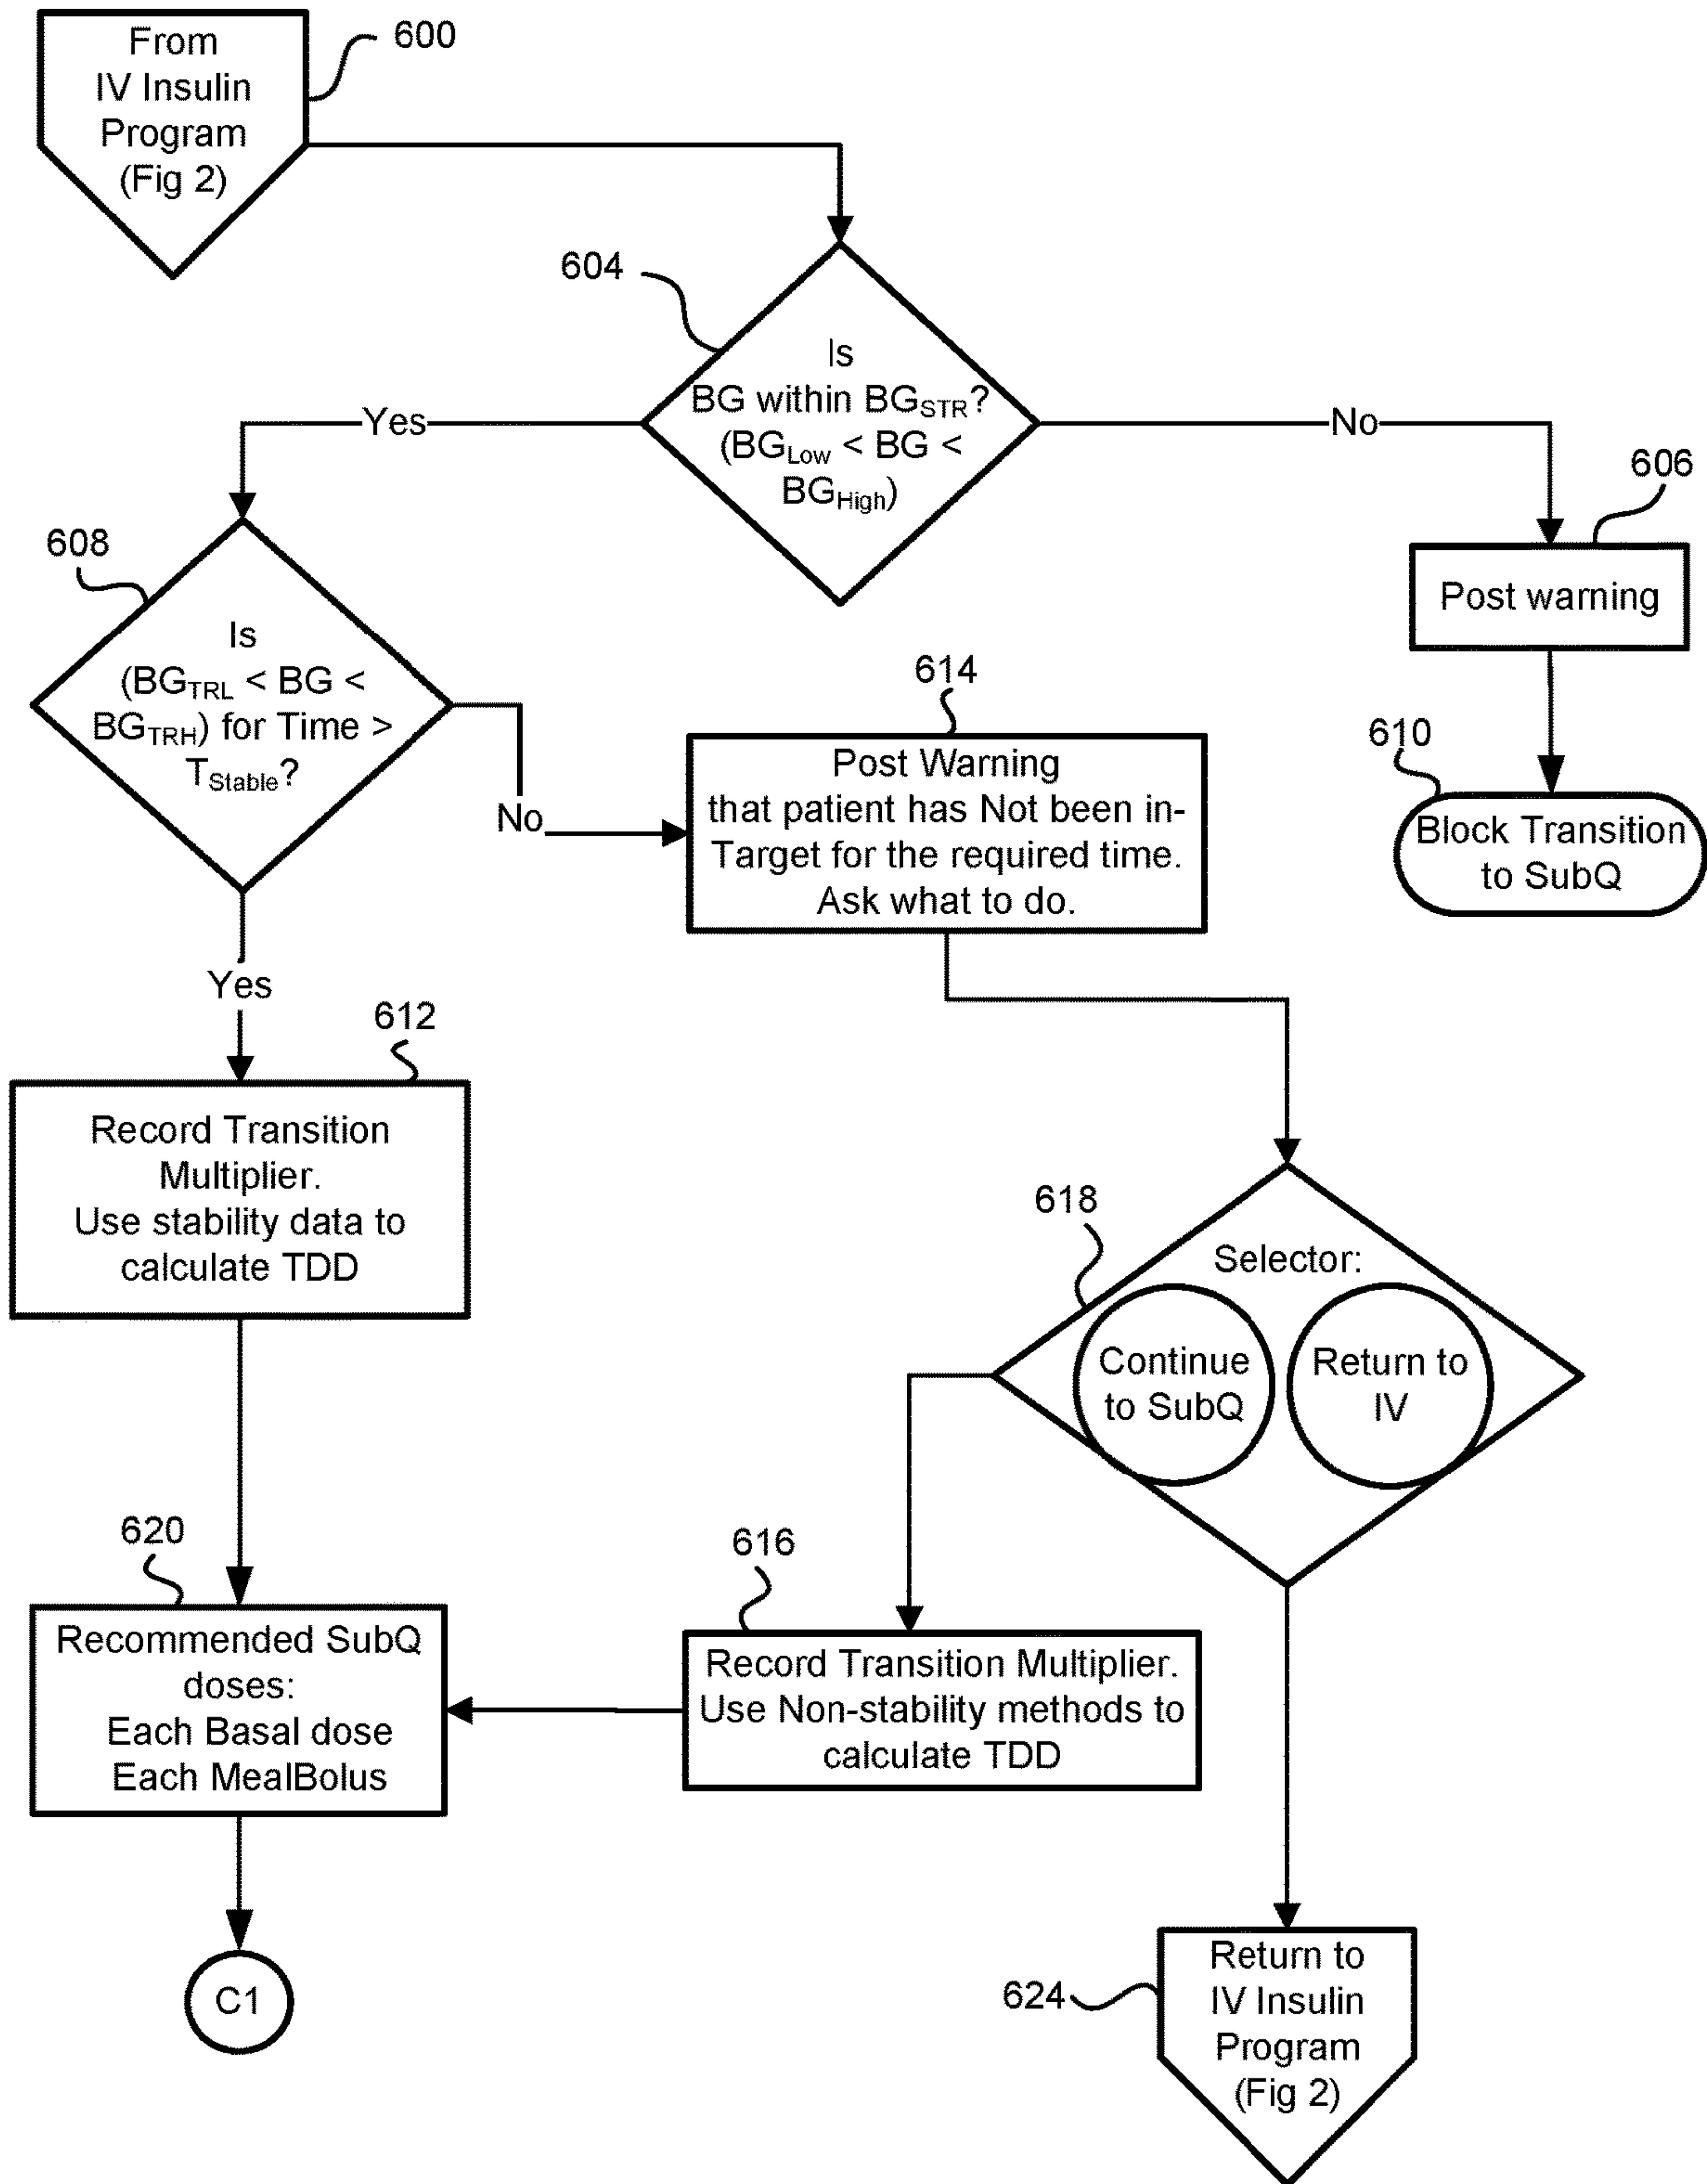 From
IV Insulin
Program
(Fig 2)
600
604
Is
BG within BGSTR?
(BGLow < BG <
BGHigh)
Yes
No
606
Post warning
610
Block Transition
to SubQ
608
Is
(BGTRL < BG <
BGTRH) for Time >
TStable?
No
Yes
614
Post Warning
that patient has Not been in-
Target for the required time.
Ask what to do.
612
Record Transition
Multiplier.
Use stability data to
calculate TDD
618
Selector:
Continue
to SubQ
Return to
IV
620
Recommended SubQ
doses:
Each Basal dose
Each MealBolus
616
Record Transition Multiplier.
Use Non-stability methods to
calculate TDD
C1
624
Return to
IV Insulin
Program
(Fig 2)